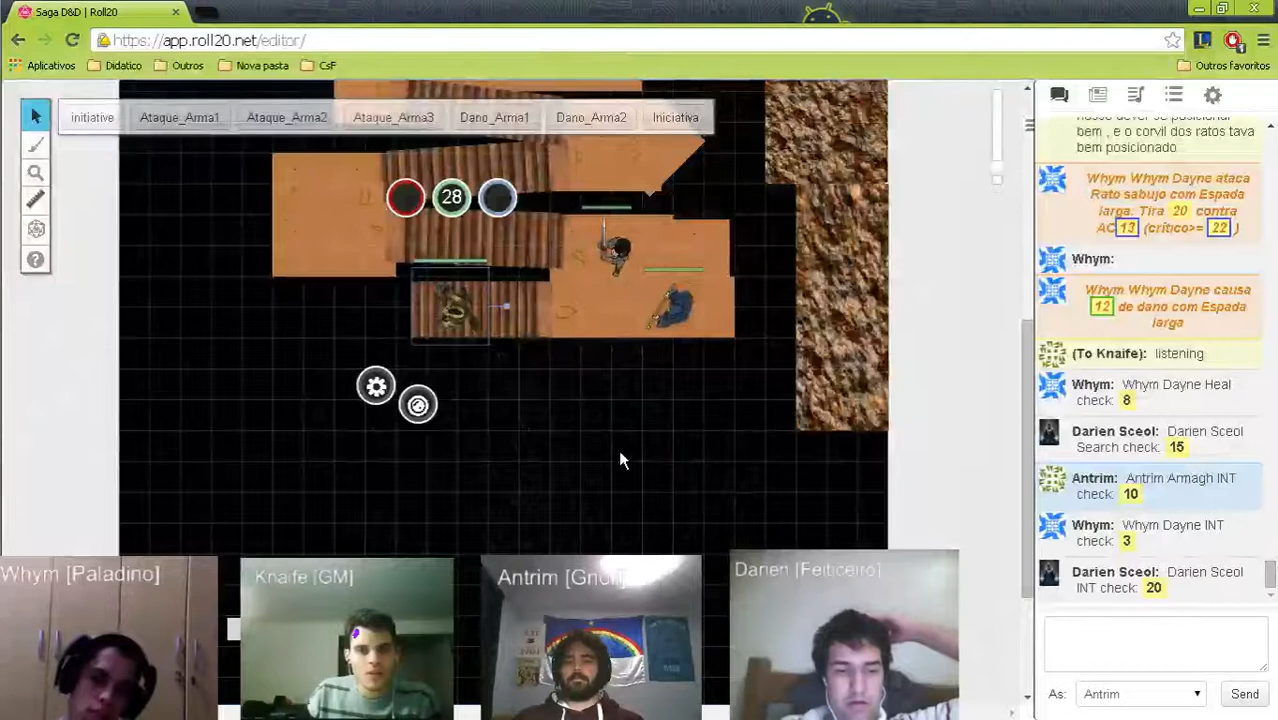 Saga D&D | Roll20
https://app.roll20.net/editor/
Aplicativos Didatico Outros Nova pasta CsF Outros favoritos
initiative Ataque_Arma1 Ataque_Arma2 Ataque_Arma3 Dano_Arma1 Dano_Arma2 Iniciativa
28
nosso dever se posicionar
bem , e o corvil dos ratos tava
bem posicionado
Whym Whym Dayne ataca
Rato sabujo com Espada
larga. Tira 20 contra
AC 13 (crítico>= 22 )
Whym:
Whym Whym Dayne causa
12 de dano com Espada
larga
(To Knaife): listening
Whym: Whym Dayne Heal
check: 8
Darien Sceol: Darien Sceol
Search check: 15
Antrim: Antrim Armagh INT
check: 10
Whym: Whym Dayne INT
check: 3
Darien Sceol: Darien Sceol
INT check: 20
As: Antrim Send
Whym [Paladino]
Knaife [GM]
Darien [Feiticeiro]
Antrim